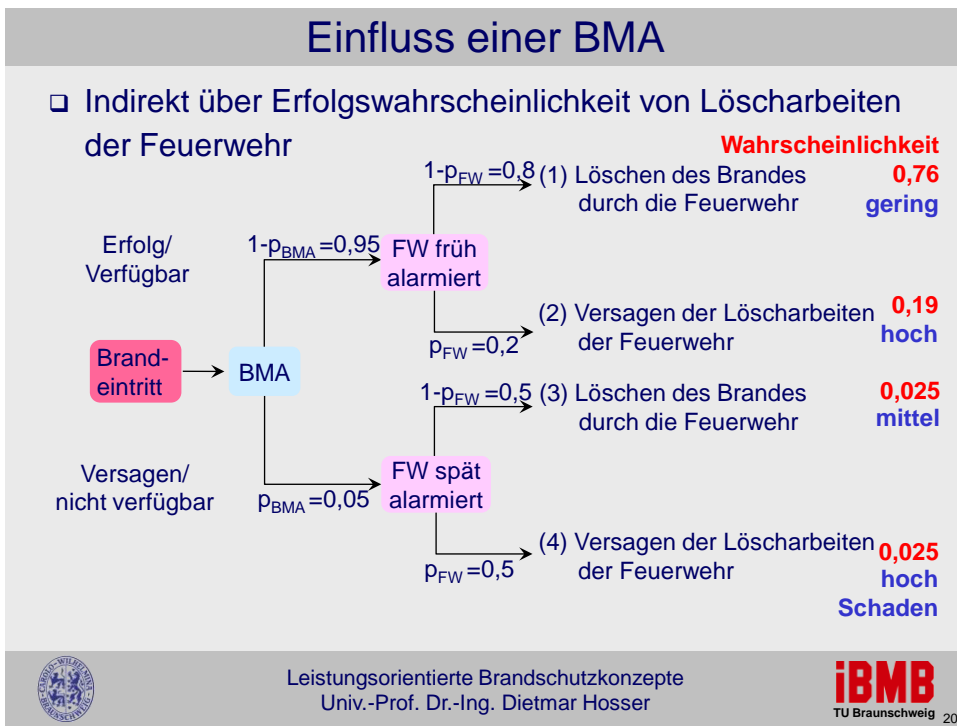 Einfluss einer BMA
❑ Indirekt über Erfolgswahrscheinlichkeit von Löscharbeiten
der Feuerwehr
Wahrscheinlichkeit
1-pFW =0,8
(1) Löschen des Brandes
durch die Feuerwehr
0,76
gering
Erfolg/
Verfügbar
1-pBMA =0,95
FW früh
alarmiert
(2) Versagen der Löscharbeiten
der Feuerwehr
0,19
hoch
pFW =0,2
Brand-
eintritt
BMA
1-pFW =0,5
(3) Löschen des Brandes
durch die Feuerwehr
0,025
mittel
Versagen/
nicht verfügbar
pBMA =0,05
FW spät
alarmiert
(4) Versagen der Löscharbeiten
der Feuerwehr
0,025
hoch
Schaden
pFW =0,5
CAROLO-WILHELMINA
BRAUNSCHWEIG
Leistungsorientierte Brandschutzkonzepte
Univ.-Prof. Dr.-Ing. Dietmar Hosser
iBMB
TU Braunschweig
20